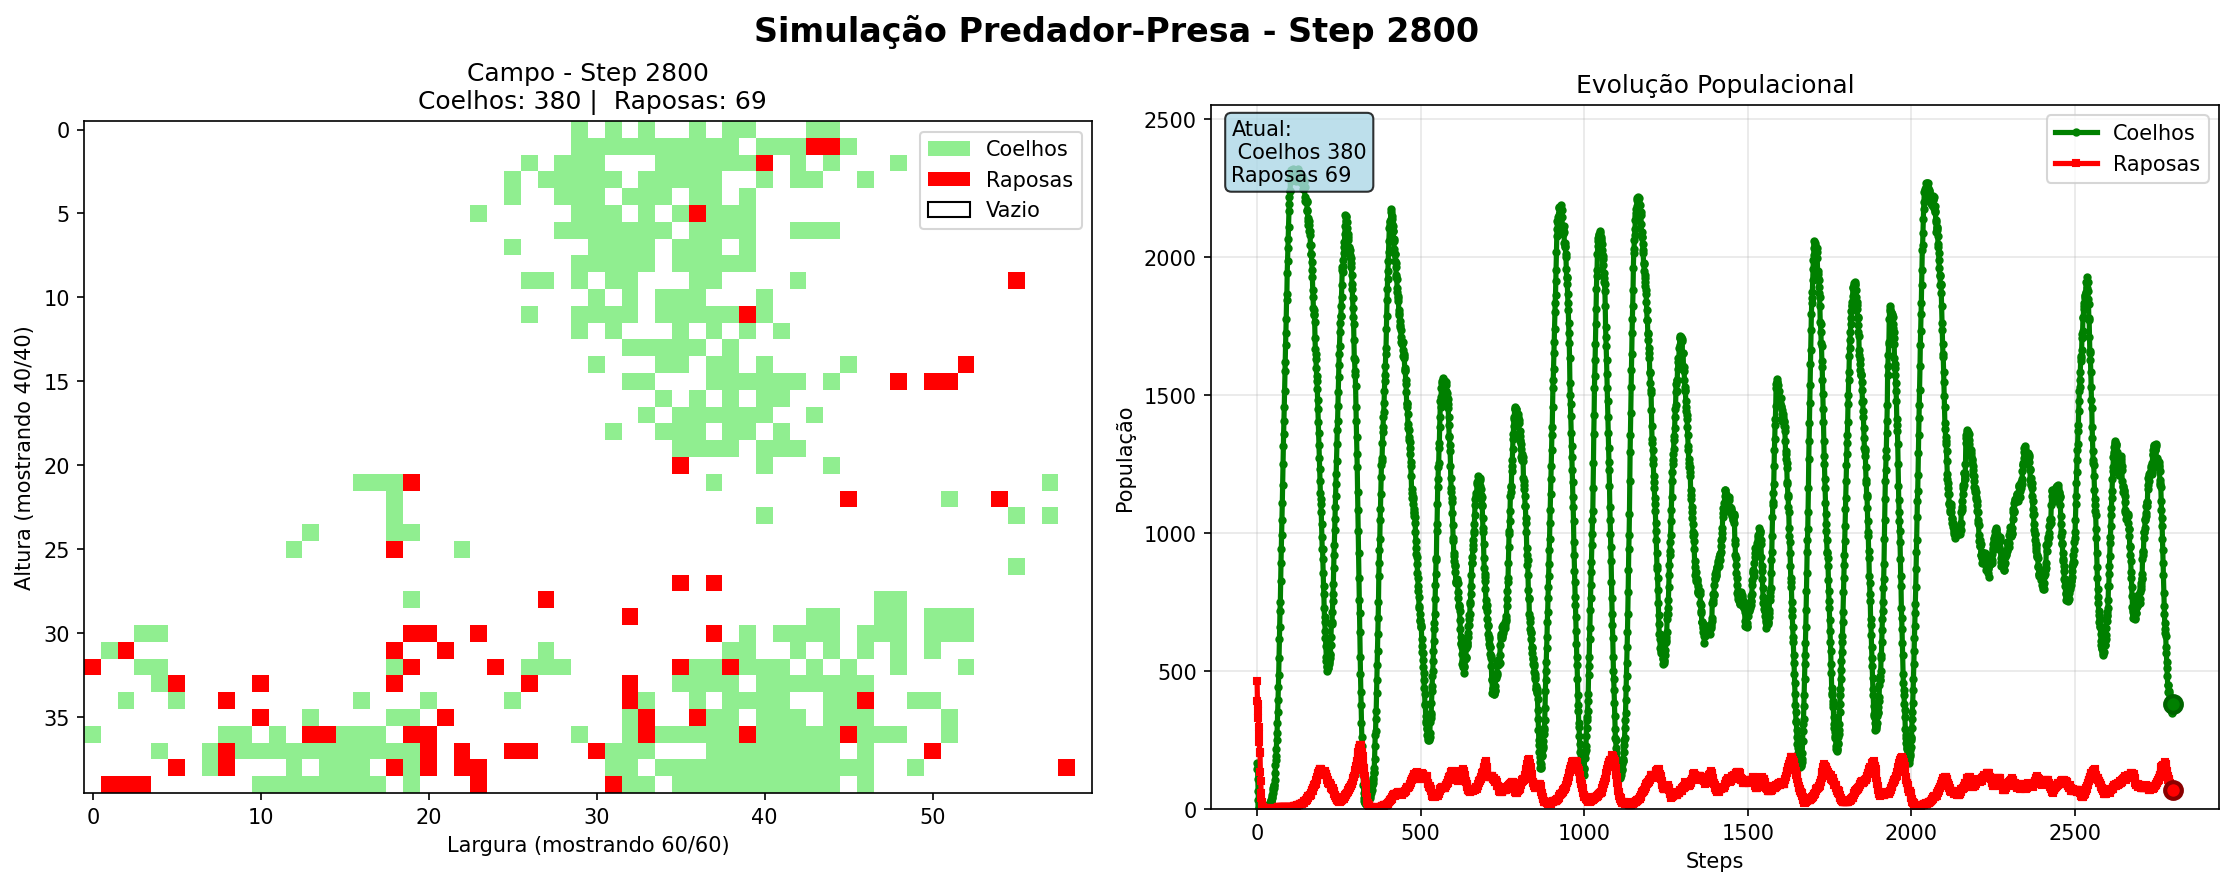 Simulação Predador-Presa - Step 2800
Campo - Step 2800
Coelhos: 380 |  Raposas: 69
Coelhos
Raposas
Vazio
0
5
10
15
20
25
30
35
Altura (mostrando 40/40)
0
10
20
30
40
50
Largura (mostrando 60/60)
Evolução Populacional
Atual:
Coelhos 380
Raposas 69
Coelhos
Raposas
2500
2000
1500
1000
500
0
População
0
500
1000
1500
2000
2500
Steps